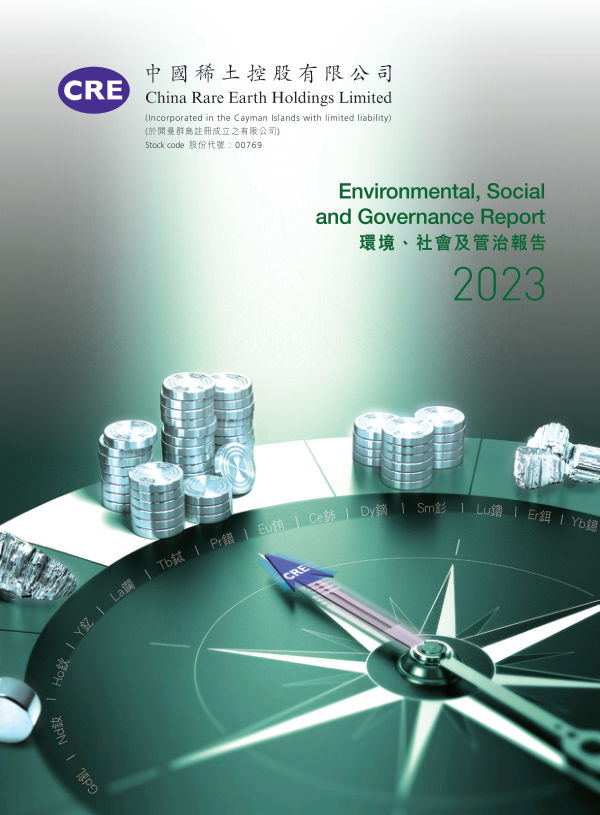 CRE
中國稀土控股有限公司
China Rare Earth Holdings Limited
(Incorporated in the Cayman Islands with limited liability)
(於開曼群島註冊成立之有限公司)
Stock code 股份代號：00769
Environmental, Social
and Governance Report
環境、社會及管治報告
2023
Gd釓 | Nd釹 | Ho鈥 | Y釔 | La鑭 | Tb鋱 | Pr鐠 | Eu銪 | Ce鈰 | Dy鏑 | Sm釤 | Lu鑥 | Er鉺 | Yb鐿
CRE